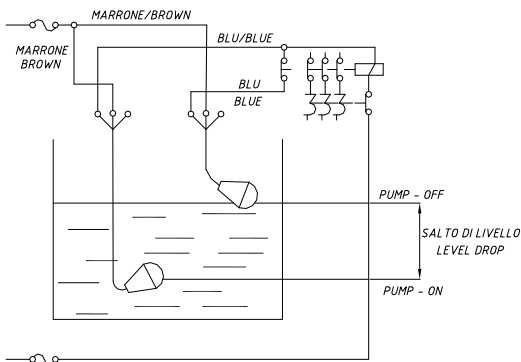 MARRONE/BROWN
BLU/BLUE
MARRONE
BROWN
BLU
BLUE
PUMP - OFF
SALTO DI LIVELLO
LEVEL DROP
PUMP - ON